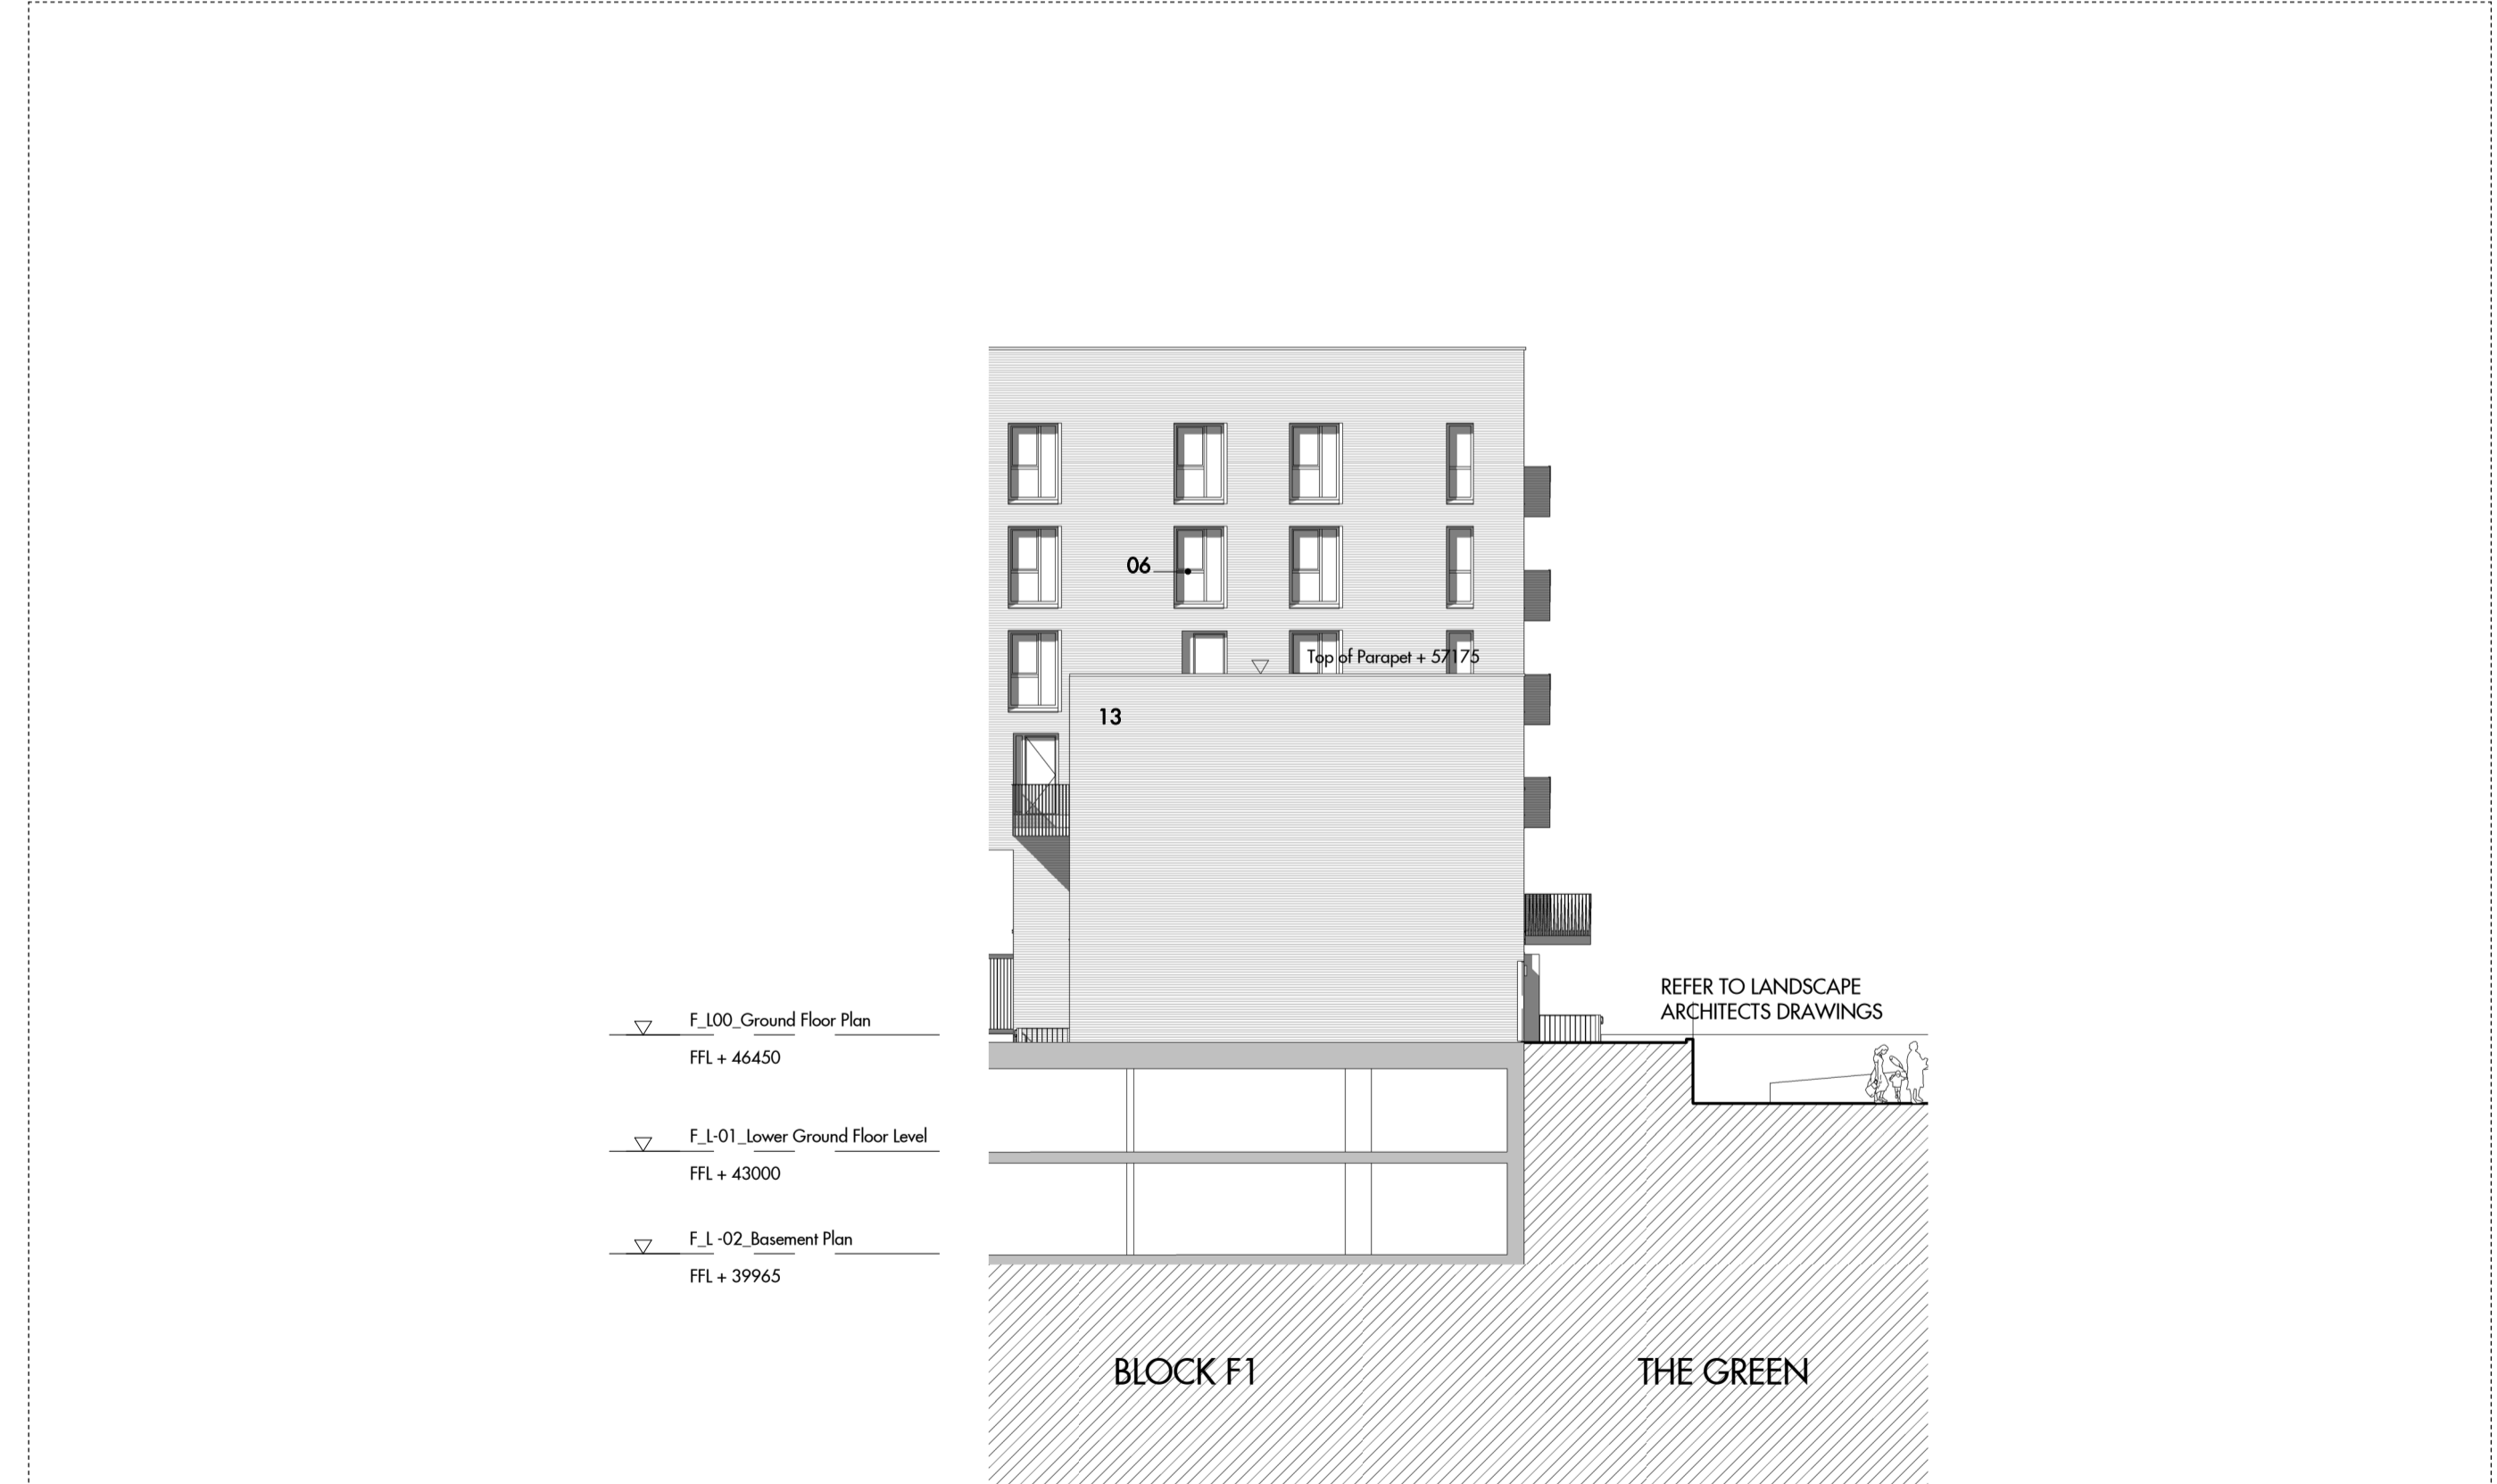 06
Top of Parapet + 57175
13
REFER TO LANDSCAPE
ARCHITECTS DRAWINGS
F_L00_Ground Floor Plan
FFL + 46450
F_L-01_Lower Ground Floor Level
FFL + 43000
F_L -02_Basement Plan
FFL + 39965
BLOCK F1
THE GREEN